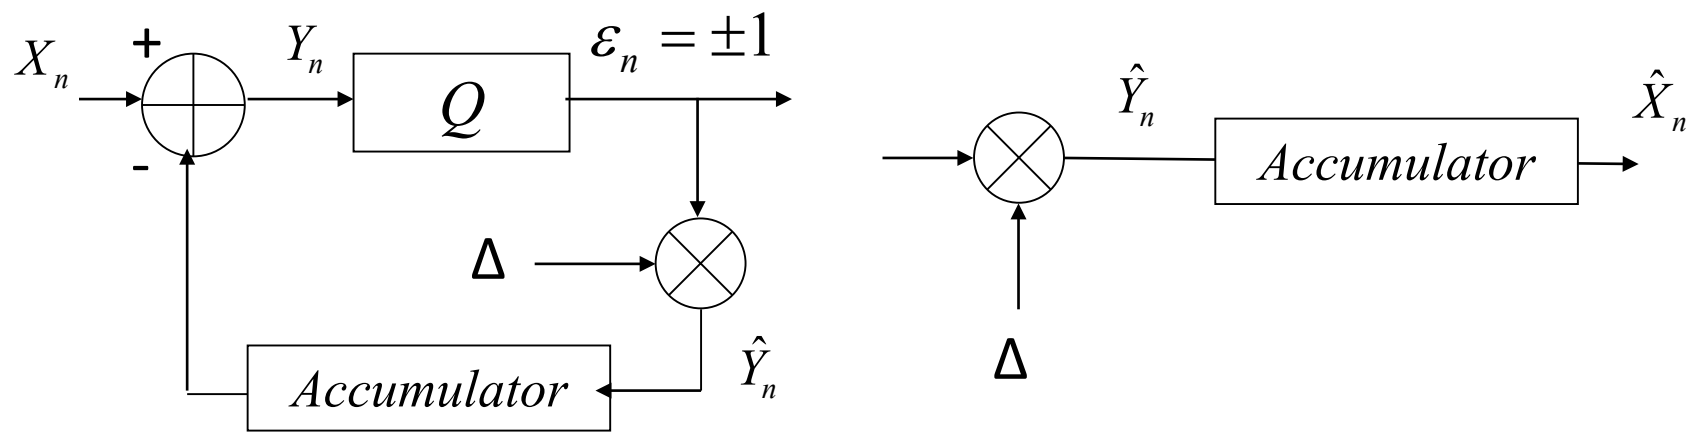 X_n
+
-
Y_n
Q
ε_n = ±1
Δ
Ŷ_n
Accumulator
Ŷ_n
Accumulator
X̂_n
Δ